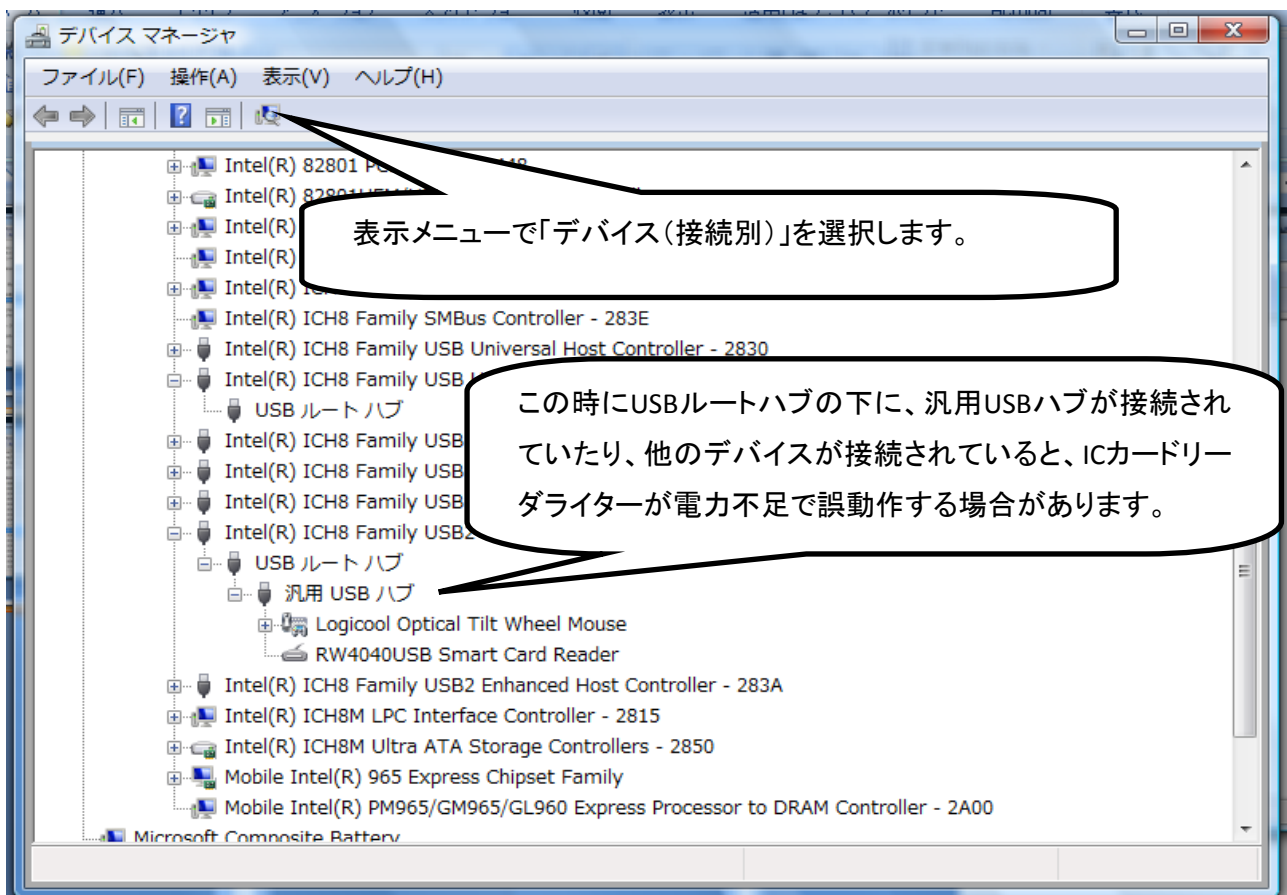 デバイス マネージャ
ファイル(F) 操作(A) 表示(V) ヘルプ(H)
Intel(R) 82801
Intel(R)
表示メニューで「デバイス（接続別）」を選択します。
Intel(R)
Intel(R)
Intel(R)
Intel(R) ICH8 Family SMBus Controller - 283E
Intel(R) ICH8 Family USB Universal Host Controller - 2830
Intel(R) ICH8 Family USB
USB ルート ハブ
この時にUSBルートハブの下に、汎用USBハブが接続され
ていたり、他のデバイスが接続されていると、ICカードリー
ダライターが電力不足で誤動作する場合があります。
Intel(R) ICH8 Family USB
Intel(R) ICH8 Family USB
Intel(R) ICH8 Family USB
Intel(R) ICH8 Family USB2
USB ルート ハブ
汎用 USB ハブ
Logicool Optical Tilt Wheel Mouse
RW4040USB Smart Card Reader
Intel(R) ICH8 Family USB2 Enhanced Host Controller - 283A
Intel(R) ICH8M LPC Interface Controller - 2815
Intel(R) ICH8M Ultra ATA Storage Controllers - 2850
Mobile Intel(R) 965 Express Chipset Family
Mobile Intel(R) PM965/GM965/GL960 Express Processor to DRAM Controller - 2A00
Microsoft Composite Battery